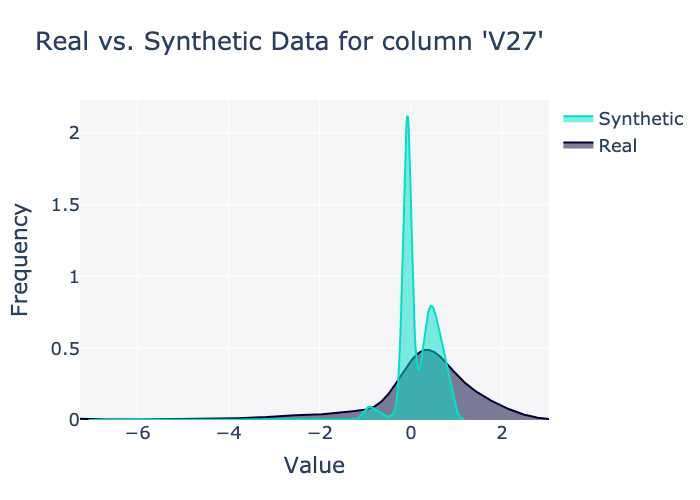 Real vs. Synthetic Data for column 'V27'
Synthetic
Real
Frequency
2
1.5
1
0.5
0
−6
−4
−2
0
2
Value